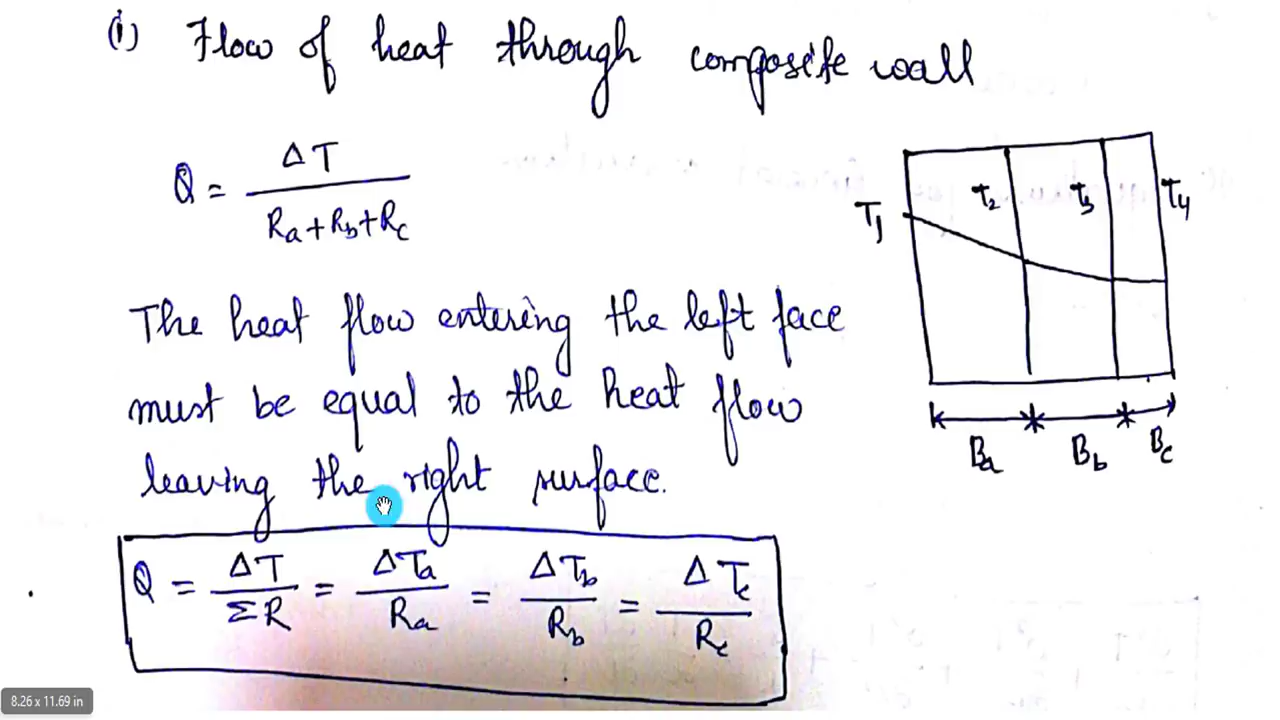 (i) Flow of heat through composite wall
Q = ΔT / Ra+Rb+Rc
T1 T2 T3 T4
The heat flow entering the left face
must be equal to the heat flow
leaving the right surface.
Ba Bb Bc
Q = ΔT / ΣR = ΔTa / Ra = ΔTb / Rb = ΔTc / Rc
8.26 x 11.69 in